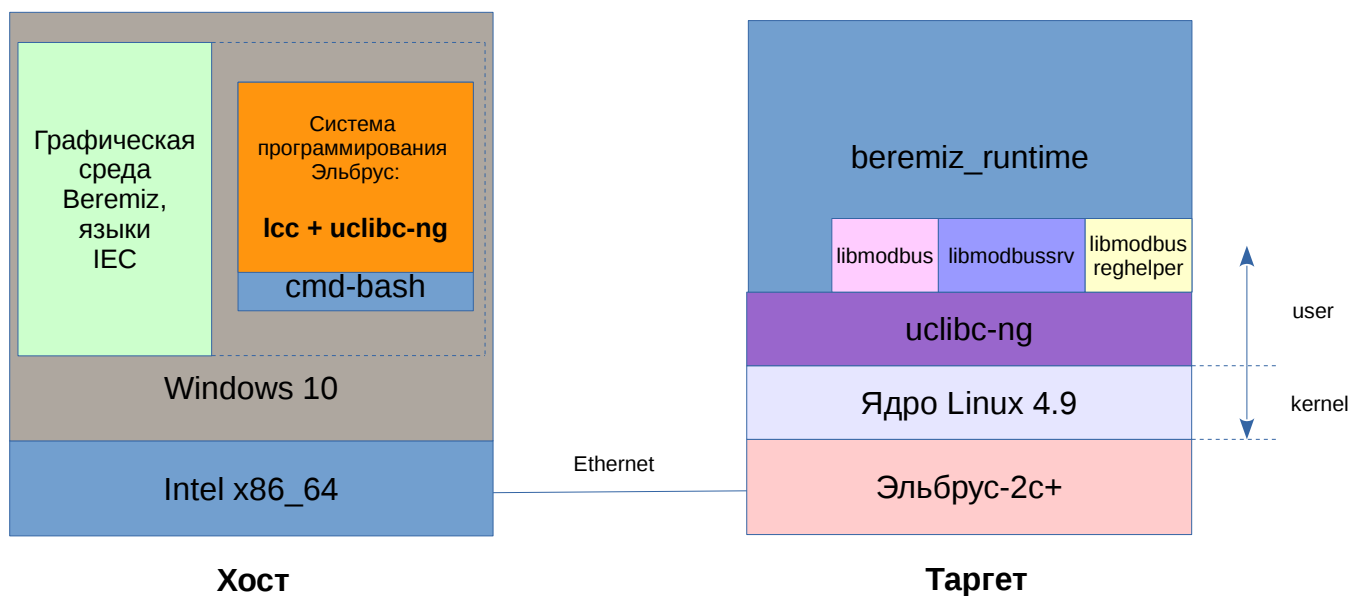 Графическая
среда
Beremiz,
языки
IEC
Система
программирования
Эльбрус:
lcc + uclibc-ng
cmd-bash
Windows 10
Intel x86_64
Хост
Ethernet
beremiz_runtime
libmodbus
libmodbussrv
libmodbus
reghelper
uclibc-ng
Ядро Linux 4.9
Эльбрус-2с+
user
kernel
Таргет